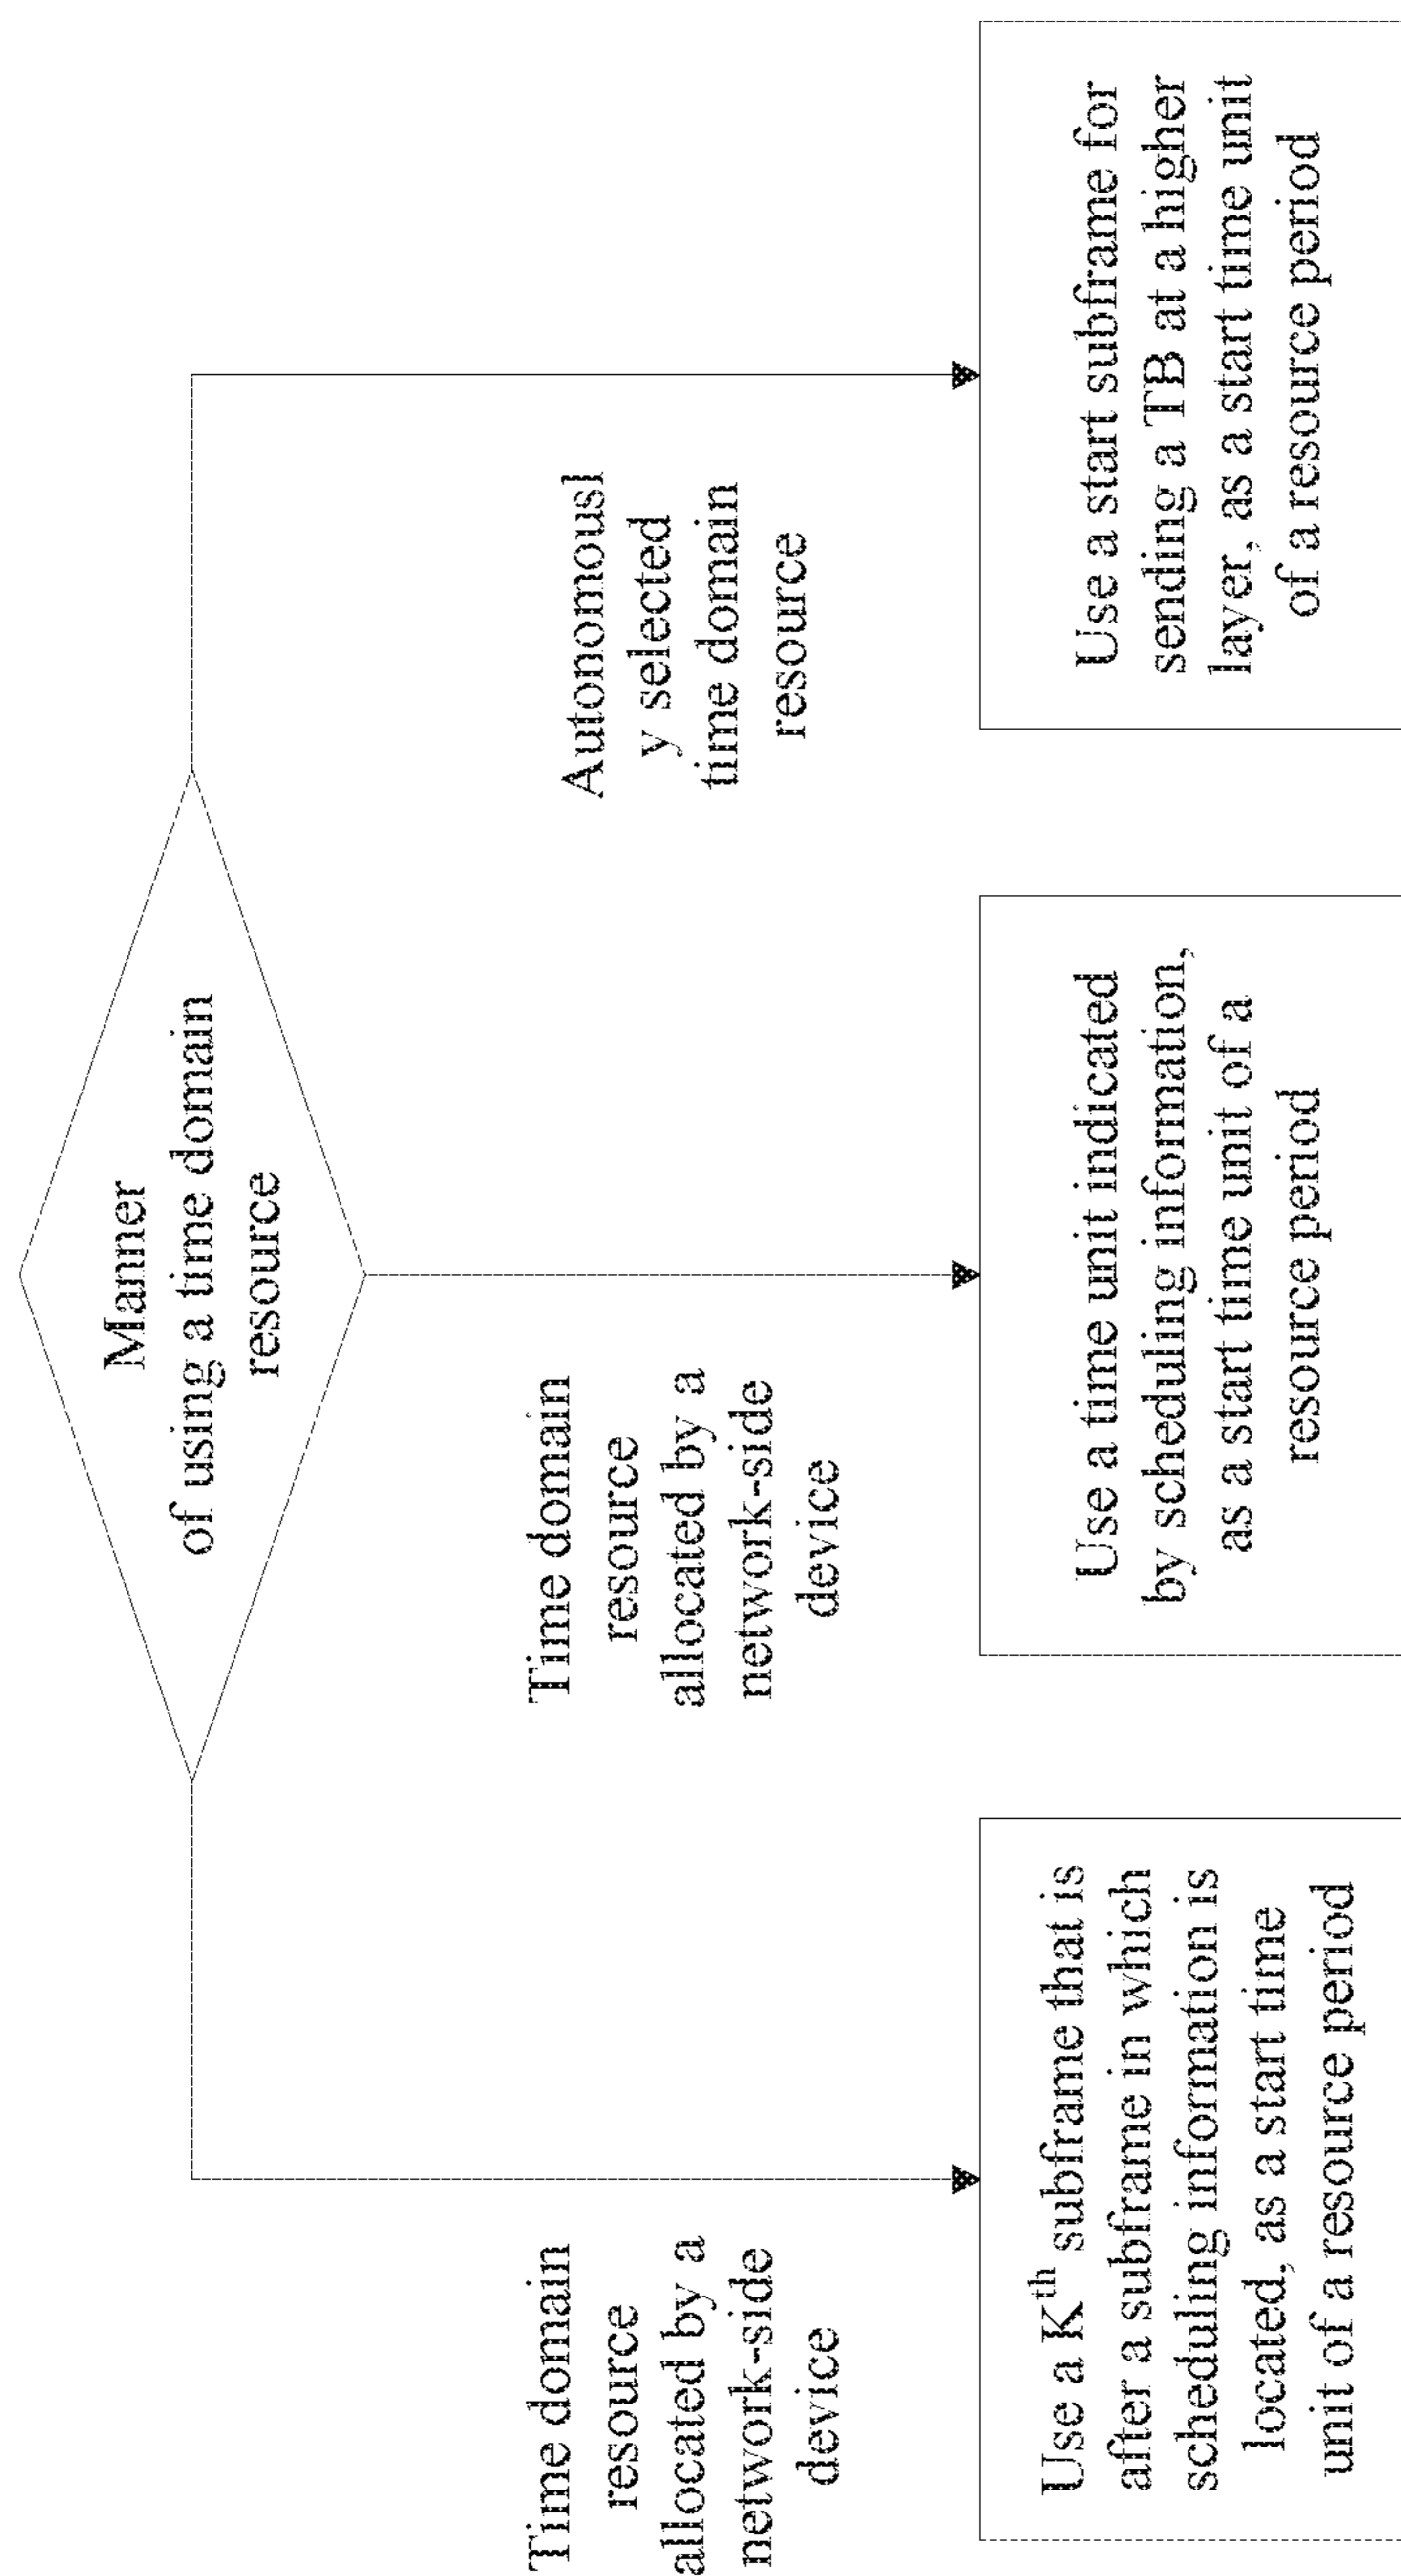 Manner
of using a time domain
resource
Time domain
resource
allocated by a
network-side
device
Time domain
resource
allocated by a
network-side
device
Autonomousl
y selected
time domain
resource
Use a Kth subframe that is
after a subframe in which
scheduling information is
located, as a start time
unit of a resource period
Use a time unit indicated
by scheduling information,
as a start time unit of a
resource period
Use a start subframe for
sending a TB at a higher
layer, as a start time unit
of a resource period